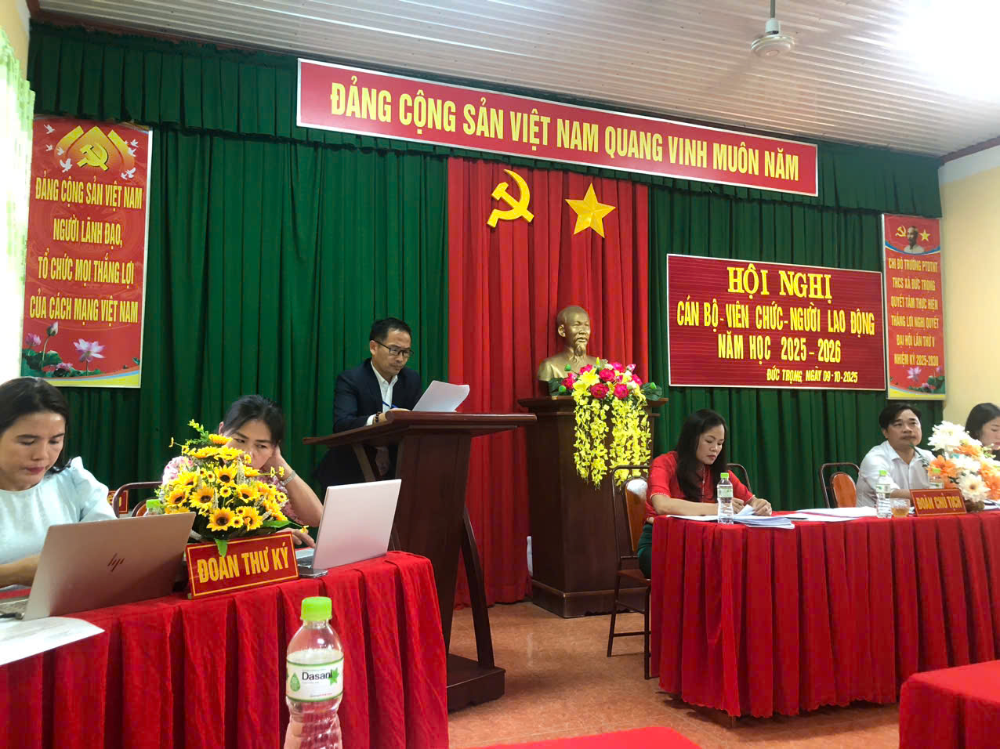 ĐẢNG CỘNG SẢN VIỆT NAM QUANG VINH MUÔN NĂM
ĐẢNG CỘNG SẢN VIỆT NAM
NGƯỜI LÃNH ĐẠO,
TỔ CHỨC MỌI THẮNG LỢI
CỦA CÁCH MẠNG VIỆT NAM
HỘI NGHỊ
CÁN BỘ - VIÊN CHỨC - NGƯỜI LAO ĐỘNG
NĂM HỌC 2025 - 2026
ĐỨC TRỌNG NGÀY 09-10-2025
CHI BỘ TRƯỜNG PTDTNT
THCS XÃ ĐỨC TRỌNG
QUYẾT TÂM THỰC HIỆN
THẮNG LỢI NGHỊ QUYẾT
ĐẠI HỘI LẦN THỨ V
NHIỆM KỲ 2025-2030
ĐOÀN THƯ KÝ
ĐOÀN CHỦ TỊCH
hp
Dasani